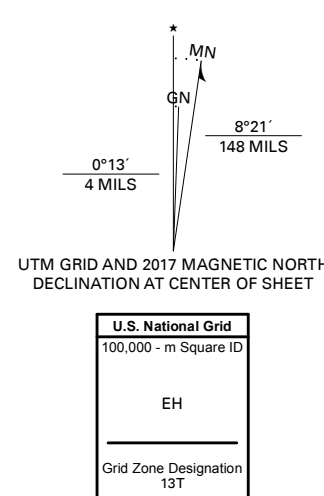 ★
MN
GN
8°21´
148 MILS
0°13´
4 MILS
UTM GRID AND 2017 MAGNETIC NORTH
DECLINATION AT CENTER OF SHEET
U.S. National Grid
100,000 - m Square ID
EH
Grid Zone Designation
13T